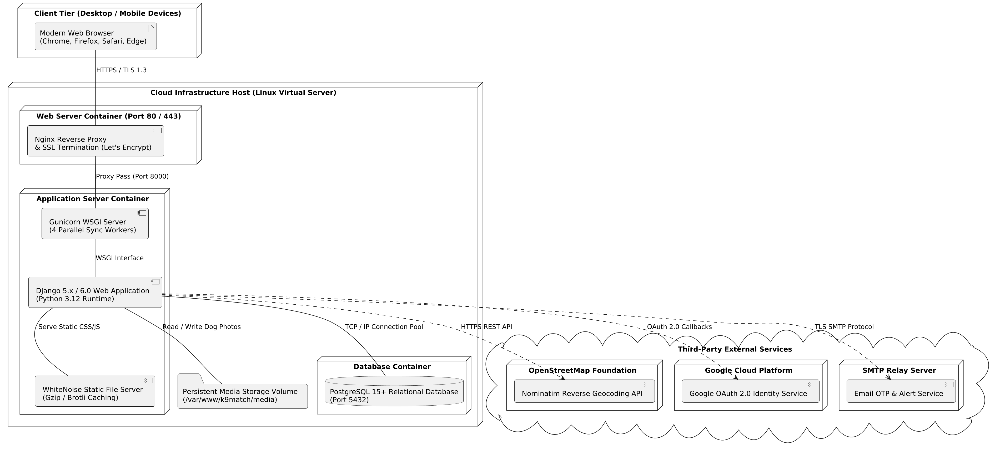 Client Tier (Desktop / Mobile Devices)
Modern Web Browser
(Chrome, Firefox, Safari, Edge)
HTTPS / TLS 1.3
Cloud Infrastructure Host (Linux Virtual Server)
Web Server Container (Port 80 / 443)
Nginx Reverse Proxy
& SSL Termination (Let's Encrypt)
Proxy Pass (Port 8000)
Application Server Container
Gunicorn WSGI Server
(4 Parallel Sync Workers)
WSGI Interface
Django 5.x / 6.0 Web Application
(Python 3.12 Runtime)
Serve Static CSS/JS
Read / Write Dog Photos
TCP / IP Connection Pool
HTTPS REST API
OAuth 2.0 Callbacks
TLS SMTP Protocol
WhiteNoise Static File Server
(Gzip / Brotli Caching)
Persistent Media Storage Volume
(/var/www/k9match/media)
Database Container
PostgreSQL 15+ Relational Database
(Port 5432)
Third-Party External Services
OpenStreetMap Foundation
Nominatim Reverse Geocoding API
Google Cloud Platform
Google OAuth 2.0 Identity Service
SMTP Relay Server
Email OTP & Alert Service